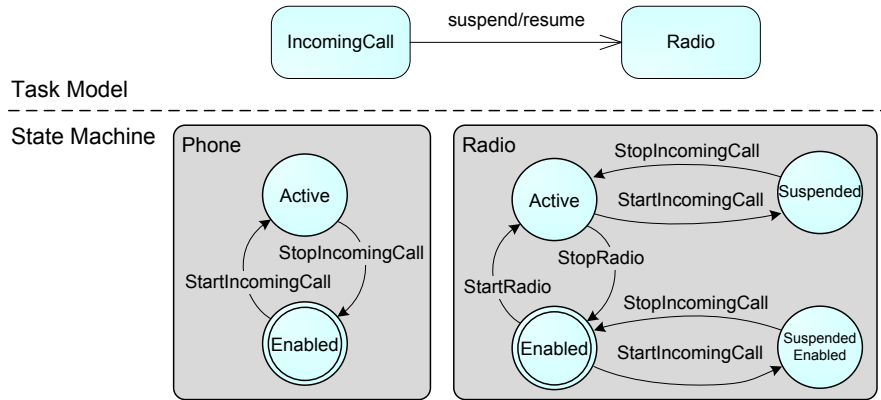 suspend/resume
IncomingCall
Radio
Task Model
State Machine
Phone
Active
StopIncomingCall
StartIncomingCall
Enabled
Radio
StopIncomingCall
Active
Suspended
StartIncomingCall
StopRadio
StartRadio
StopIncomingCall
Enabled
Suspended
Enabled
StartIncomingCall